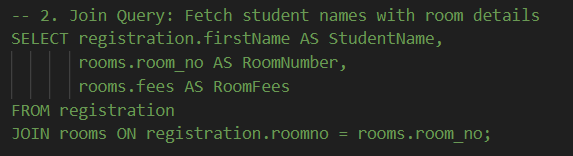 -- 2. Join Query: Fetch student names with room details
SELECT registration.firstName AS StudentName,
       rooms.room_no AS RoomNumber,
       rooms.fees AS RoomFees
FROM registration
JOIN rooms ON registration.roomno = rooms.room_no;